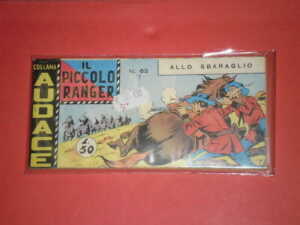 COLLANA
AUDACE
IL
PICCOLO
RANGER
N. 63
ALLO SBARAGLIO
£.50